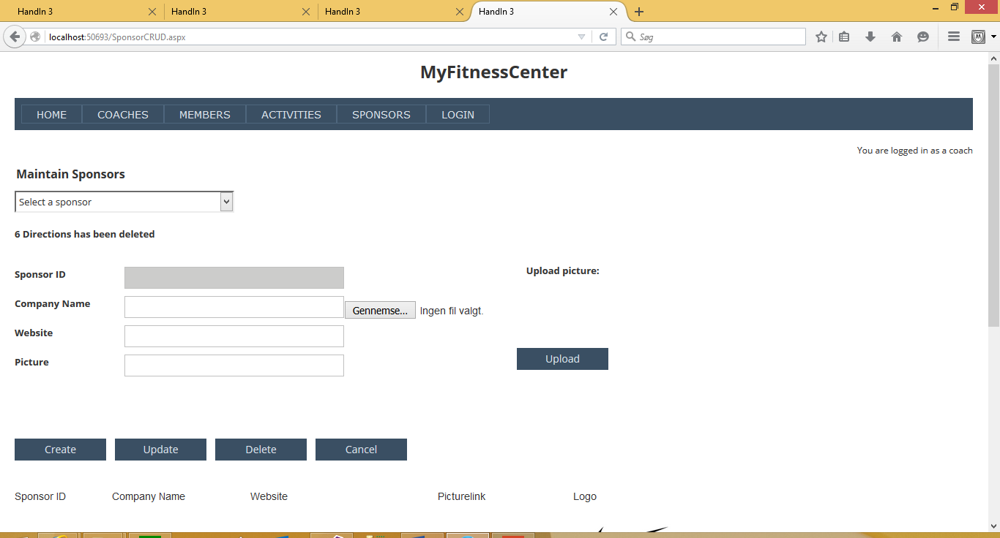 HandIn 3 HandIn 3 HandIn 3 HandIn 3
localhost:50693/SponsorCRUD.aspx Søg
MyFitnessCenter
HOME COACHES MEMBERS ACTIVITIES SPONSORS LOGIN
You are logged in as a coach
Maintain Sponsors
Select a sponsor
6 Directions has been deleted
Sponsor ID Upload picture:
Company Name Gennemse... Ingen fil valgt.
Website
Picture Upload
Create Update Delete Cancel
Sponsor ID Company Name Website Picturelink Logo